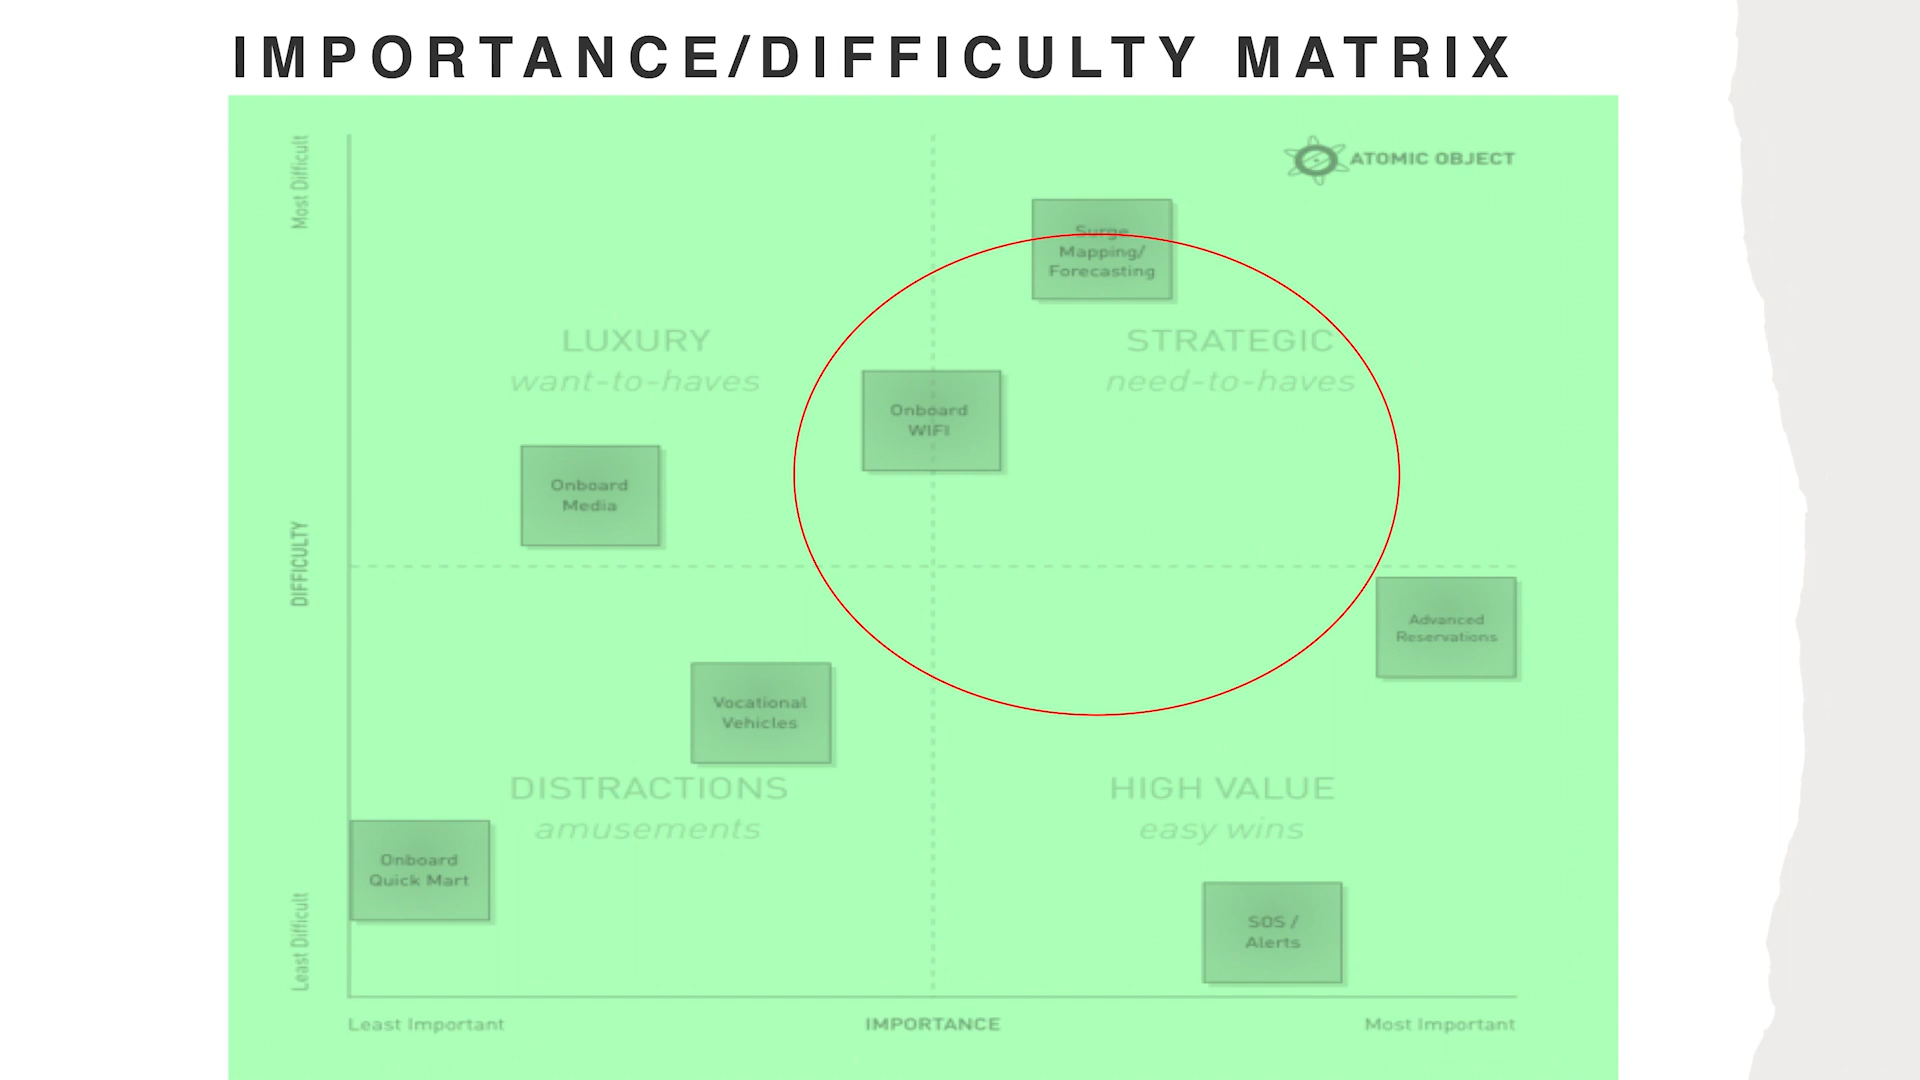 IMPORTANCE/DIFFICULTY MATRIX
Most Difficult
ATOMIC OBJECT
Surge
Mapping/
Forecasting
LUXURY
want-to-haves
STRATEGIC
need-to-haves
Onboard
WIFI
Onboard
Media
DIFFICULTY
Advanced
Reservations
Vocational
Vehicles
DISTRACTIONS
amusements
HIGH VALUE
easy wins
Onboard
Quick Mart
SOS /
Alerts
Least Difficult
Least Important
IMPORTANCE
Most Important